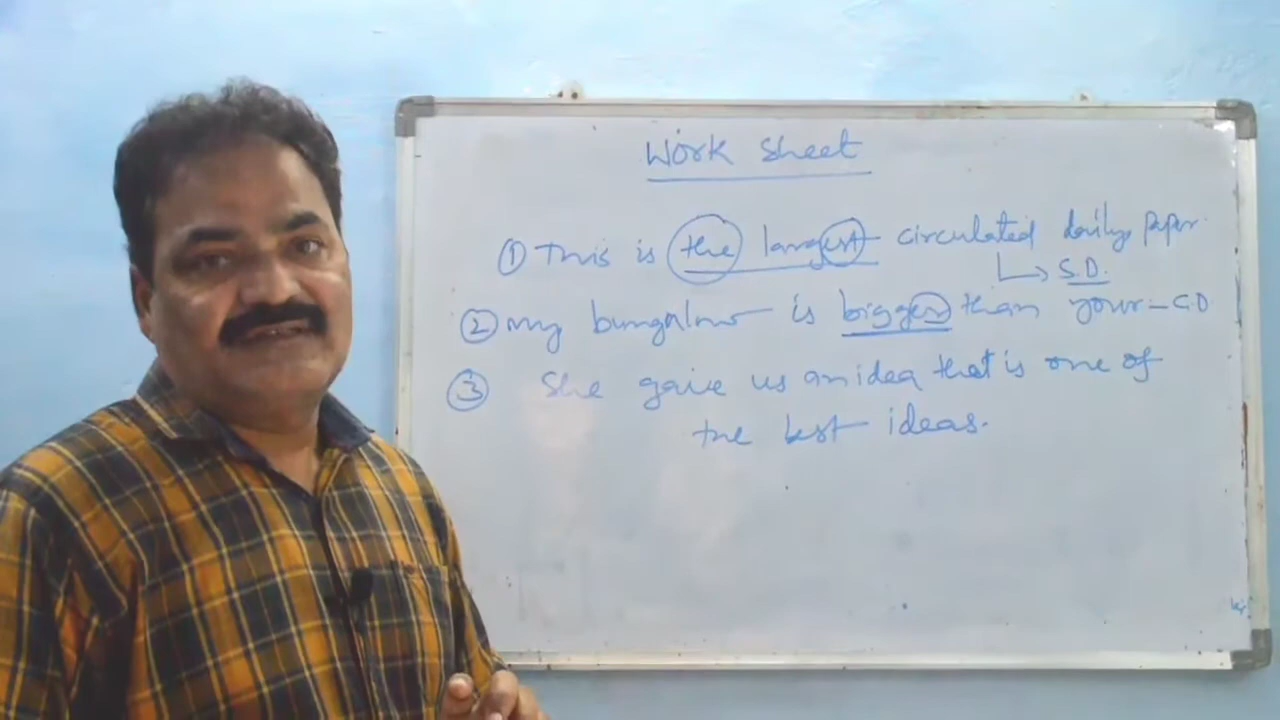 Work Sheet
① This is the largest circulated daily paper.
↳ S.D.
② my bungalow is bigger than your - C.D
③ She gave us an idea that is one of
the best ideas.